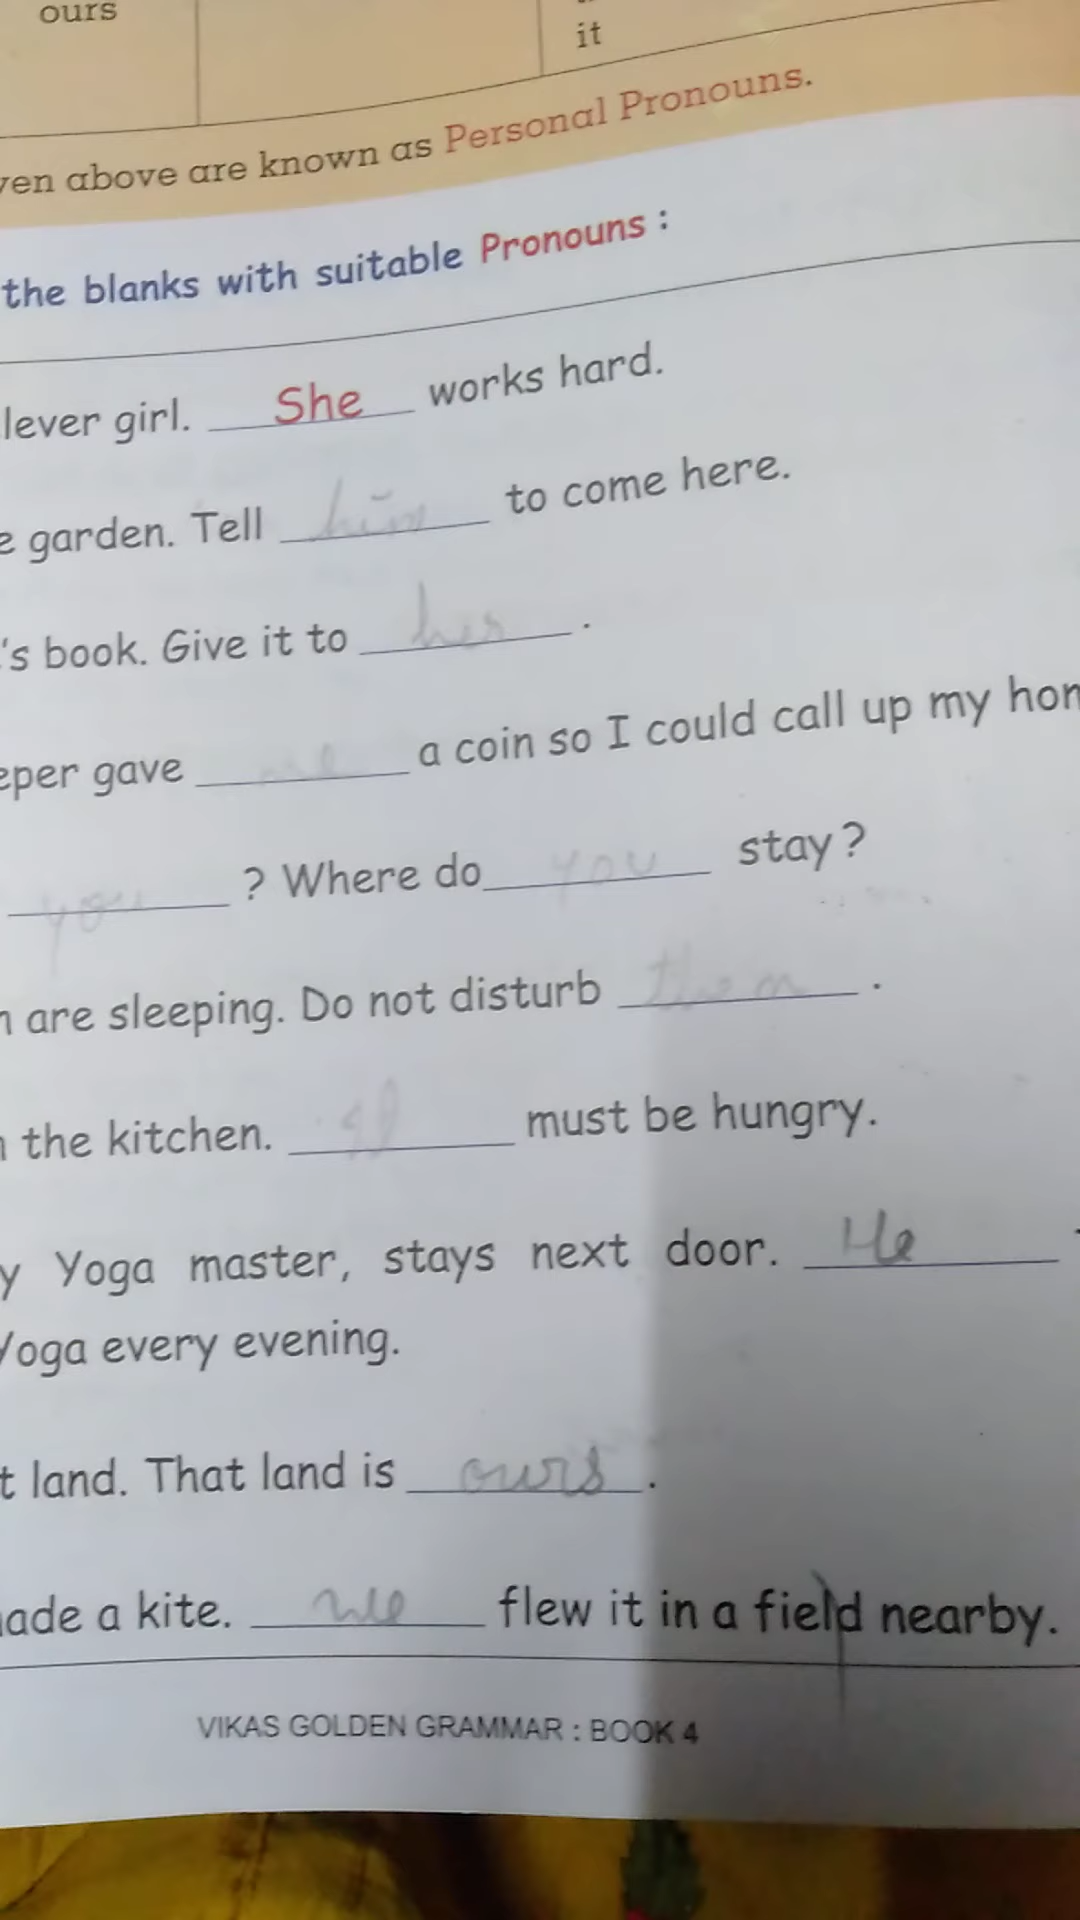 ours
it
ven above are known as Personal Pronouns.
the blanks with suitable Pronouns :
lever girl. She works hard.
e garden. Tell him to come here.
's book. Give it to her.
eper gave me a coin so I could call up my hom
you ? Where do you stay?
n are sleeping. Do not disturb them.
the kitchen. must be hungry.
y Yoga master, stays next door. He
Yoga every evening.
t land. That land is ours.
ade a kite. we flew it in a field nearby.
VIKAS GOLDEN GRAMMAR : BOOK 4